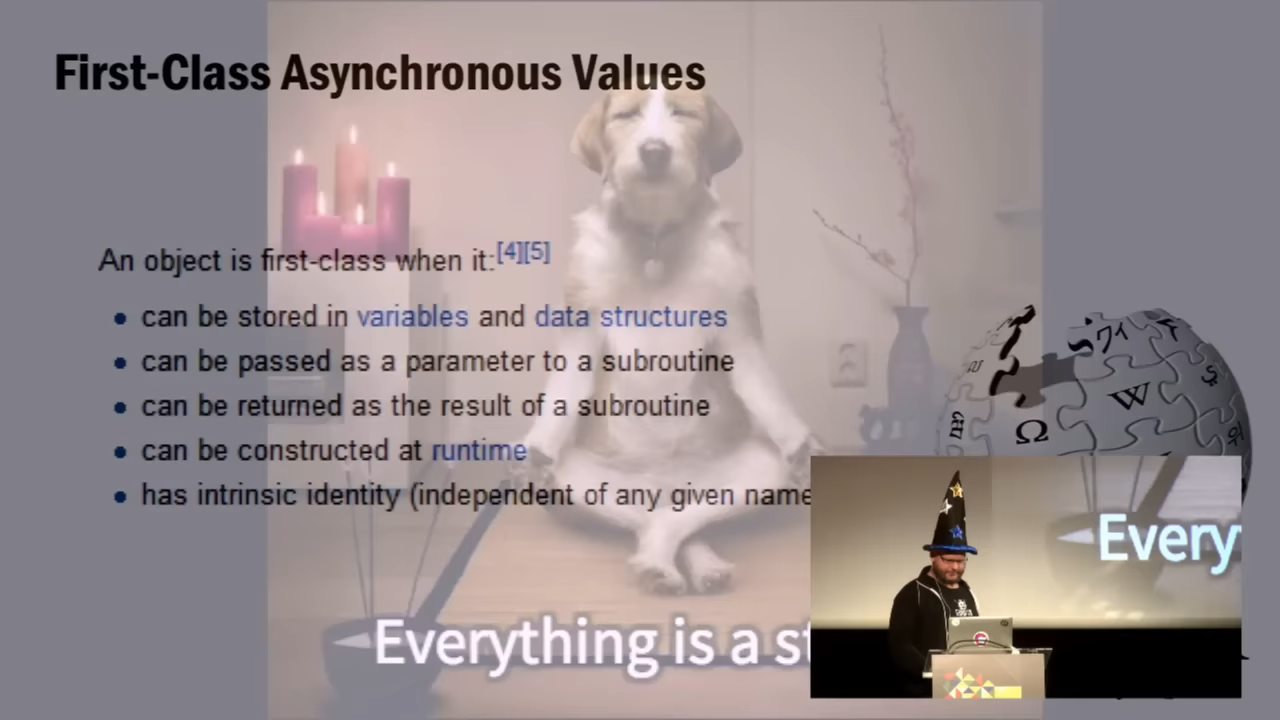 First-Class Asynchronous Values
An object is first-class when it:[4][5]
can be stored in variables and data structures
can be passed as a parameter to a subroutine
can be returned as the result of a subroutine
can be constructed at runtime
has intrinsic identity (independent of any given name
Everything is a st
Ω
W
Every